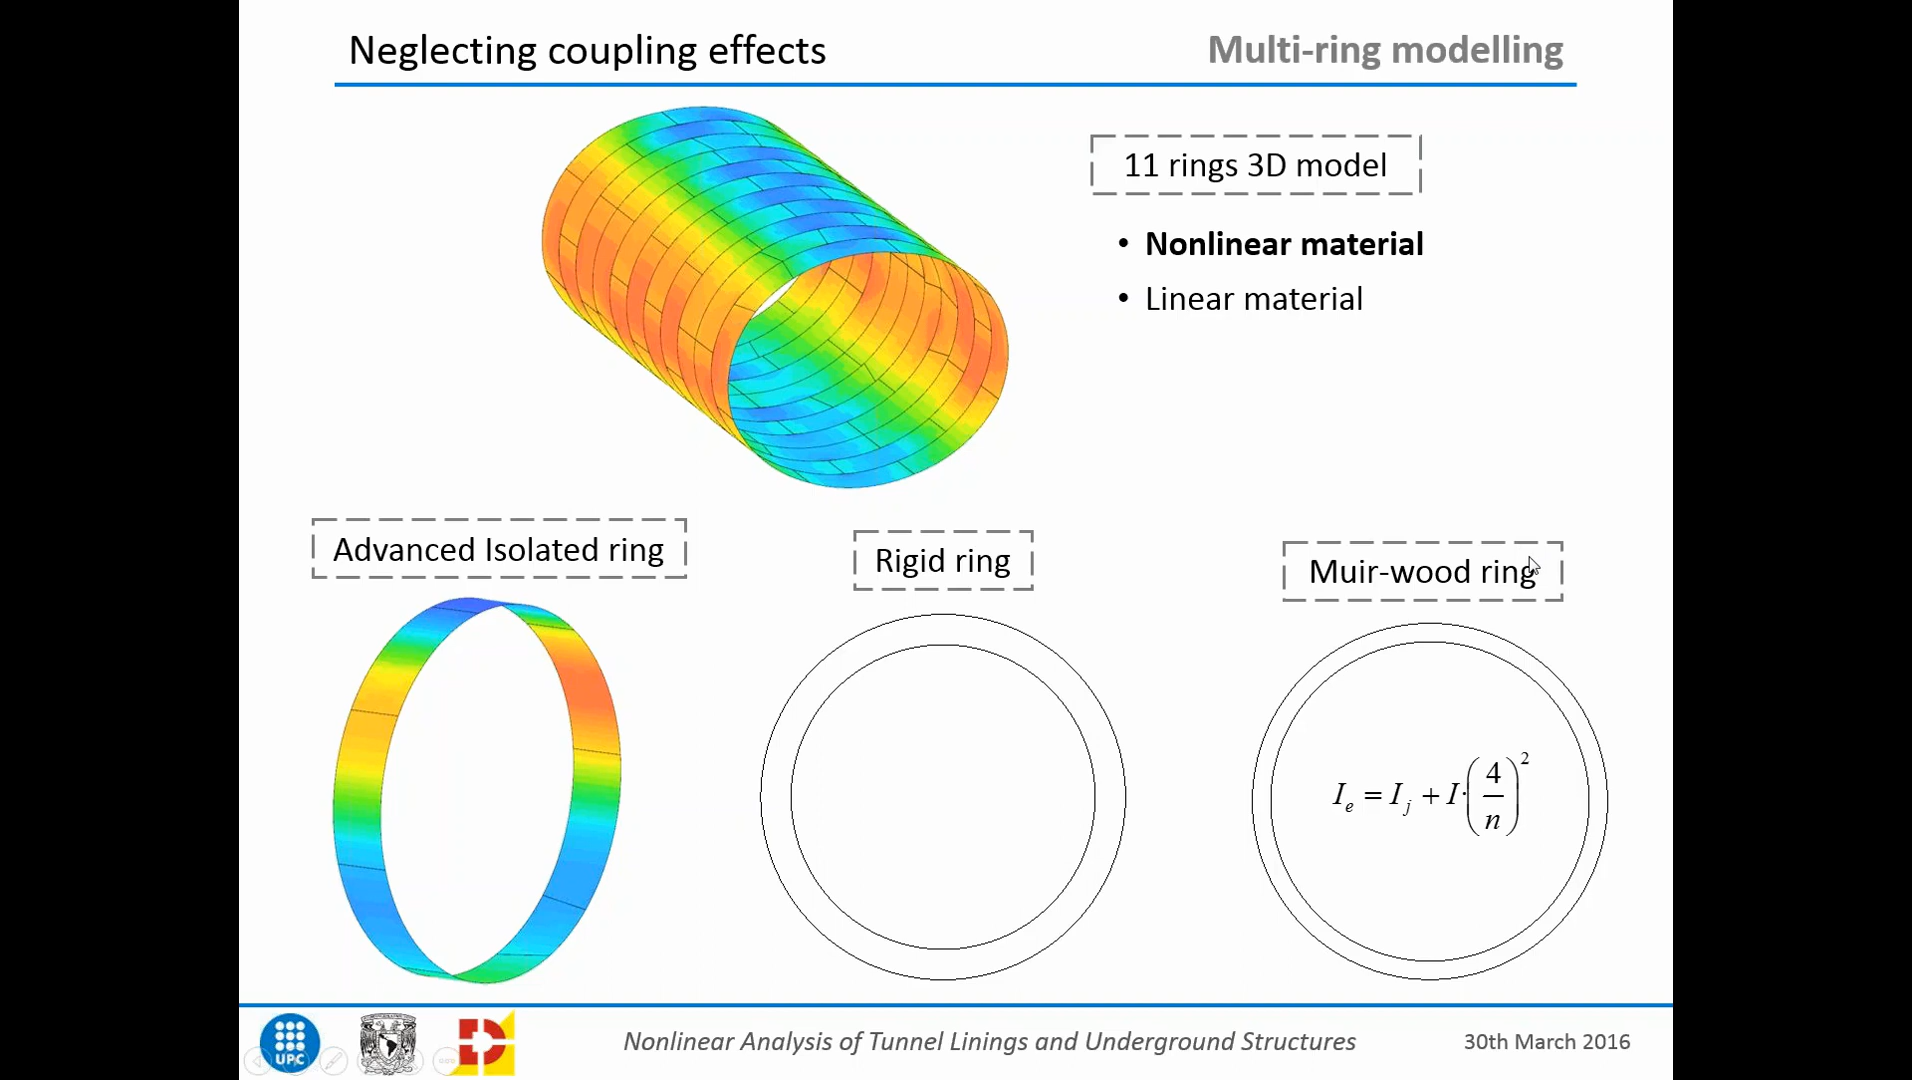 Neglecting coupling effects
Multi-ring modelling
11 rings 3D model
• Nonlinear material
• Linear material
Advanced Isolated ring
Rigid ring
Muir-wood ring
I_e = I_j + I·(4/n)^2
UPC
Nonlinear Analysis of Tunnel Linings and Underground Structures
30th March 2016